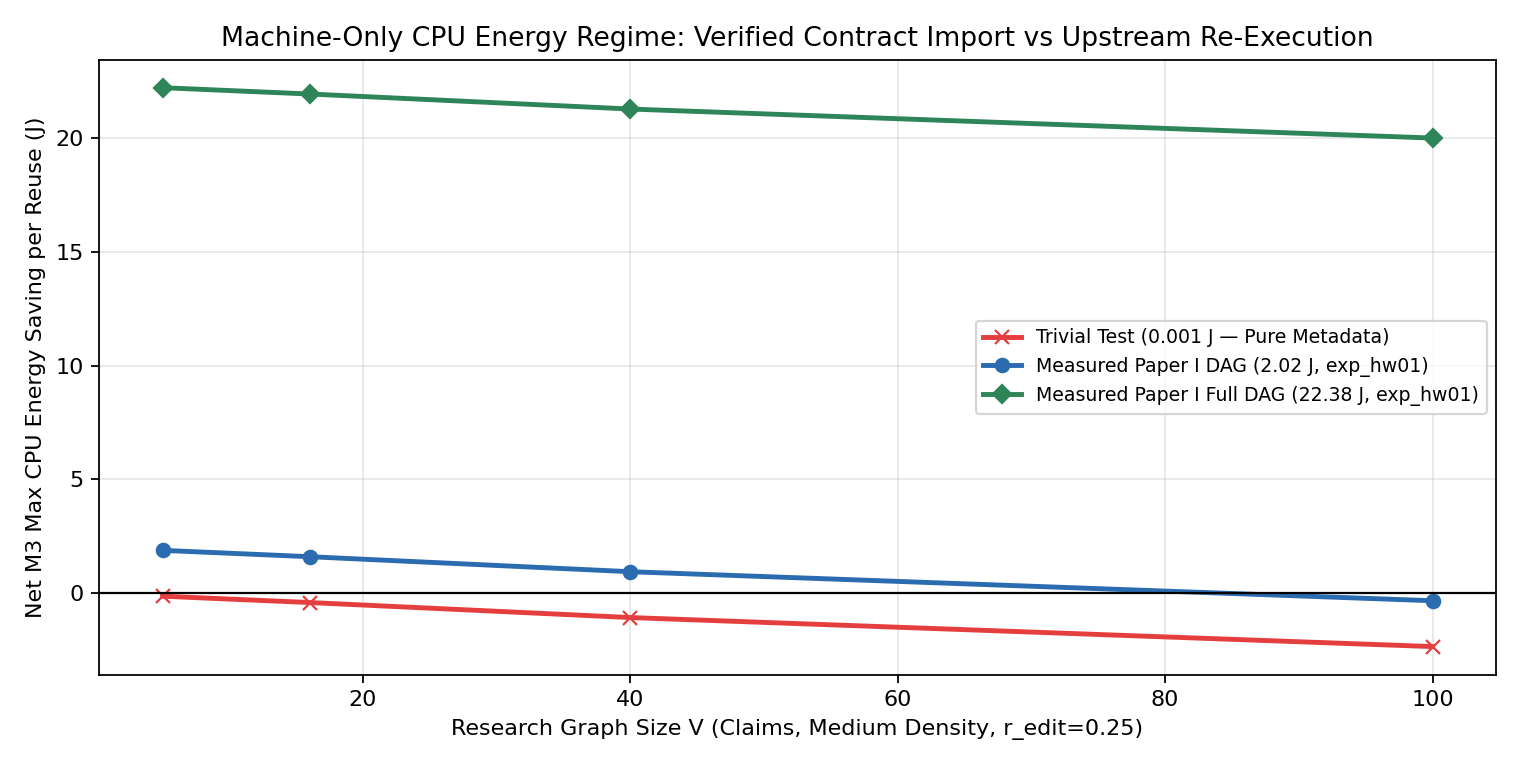 Machine-Only CPU Energy Regime: Verified Contract Import vs Upstream Re-Execution
Net M3 Max CPU Energy Saving per Reuse (J)
20
15
10
5
0
Trivial Test (0.001 J — Pure Metadata)
Measured Paper I DAG (2.02 J, exp_hw01)
Measured Paper I Full DAG (22.38 J, exp_hw01)
20 40 60 80 100
Research Graph Size V (Claims, Medium Density, r_edit=0.25)